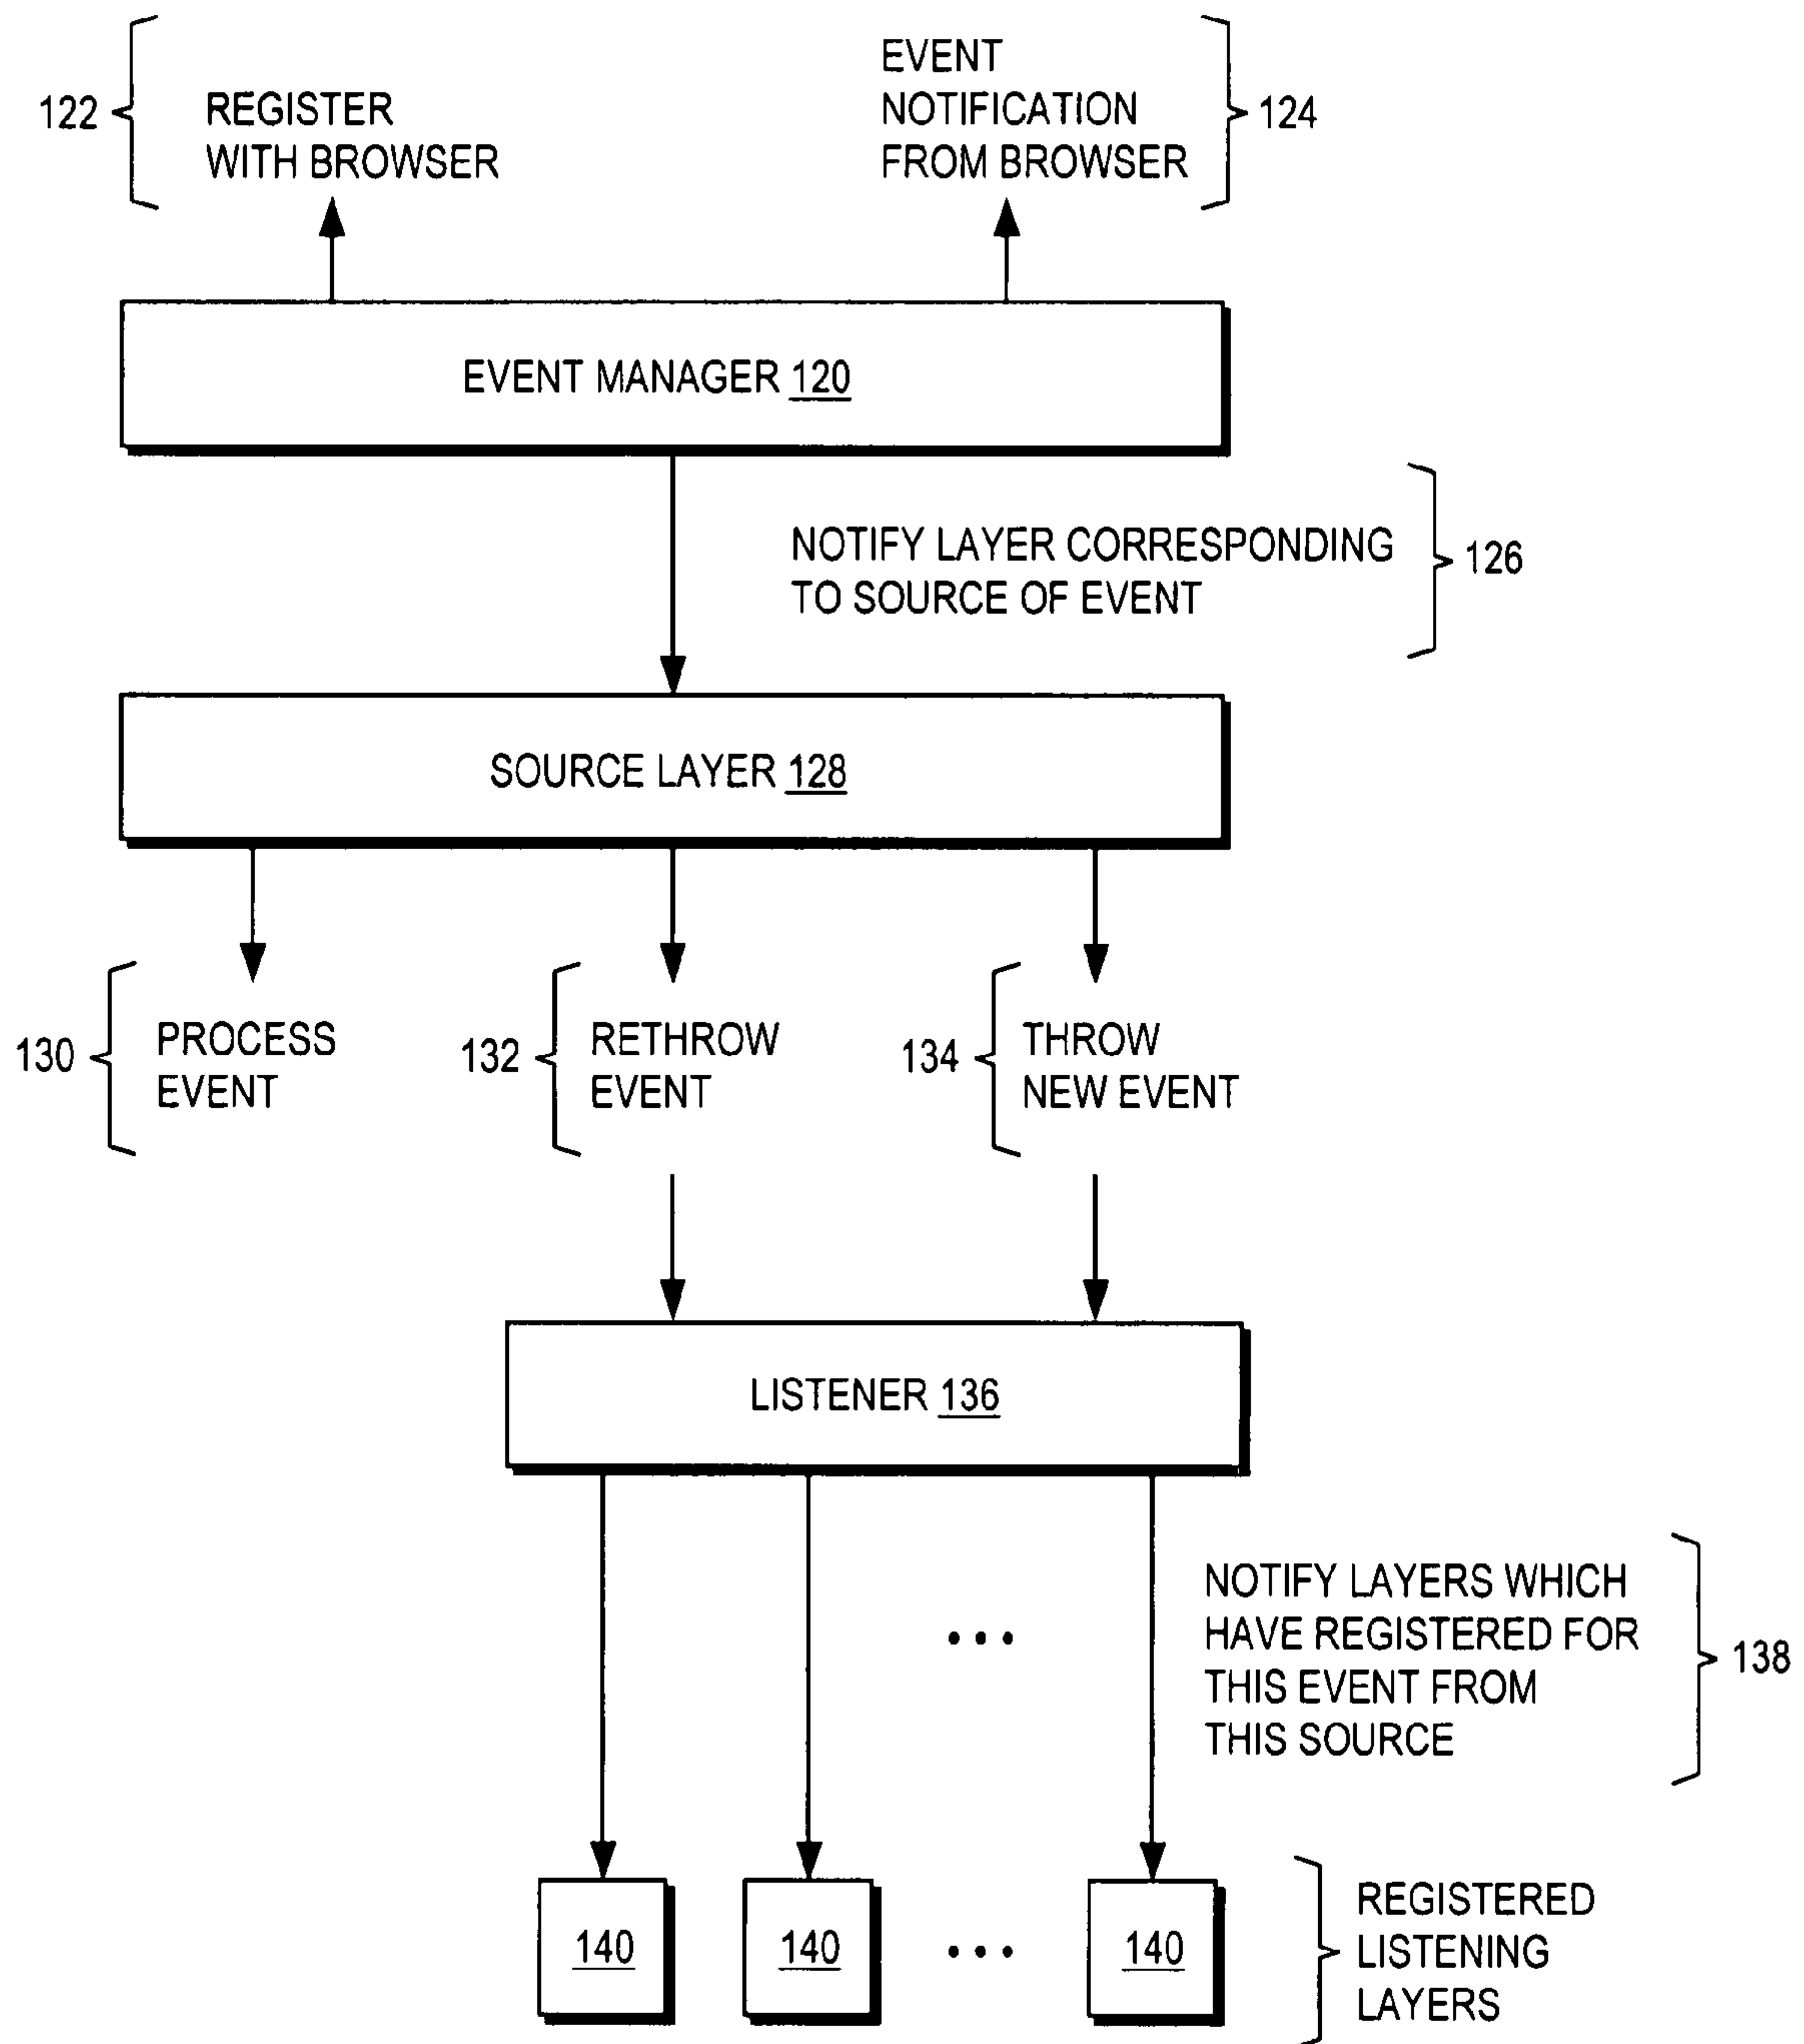 122
REGISTER
WITH BROWSER
EVENT
NOTIFICATION
FROM BROWSER
124
EVENT MANAGER 120
NOTIFY LAYER CORRESPONDING
TO SOURCE OF EVENT
126
SOURCE LAYER 128
130
PROCESS
EVENT
132
RETHROW
EVENT
134
THROW
NEW EVENT
LISTENER 136
...
NOTIFY LAYERS WHICH
HAVE REGISTERED FOR
THIS EVENT FROM
THIS SOURCE
138
140
140
...
140
REGISTERED
LISTENING
LAYERS